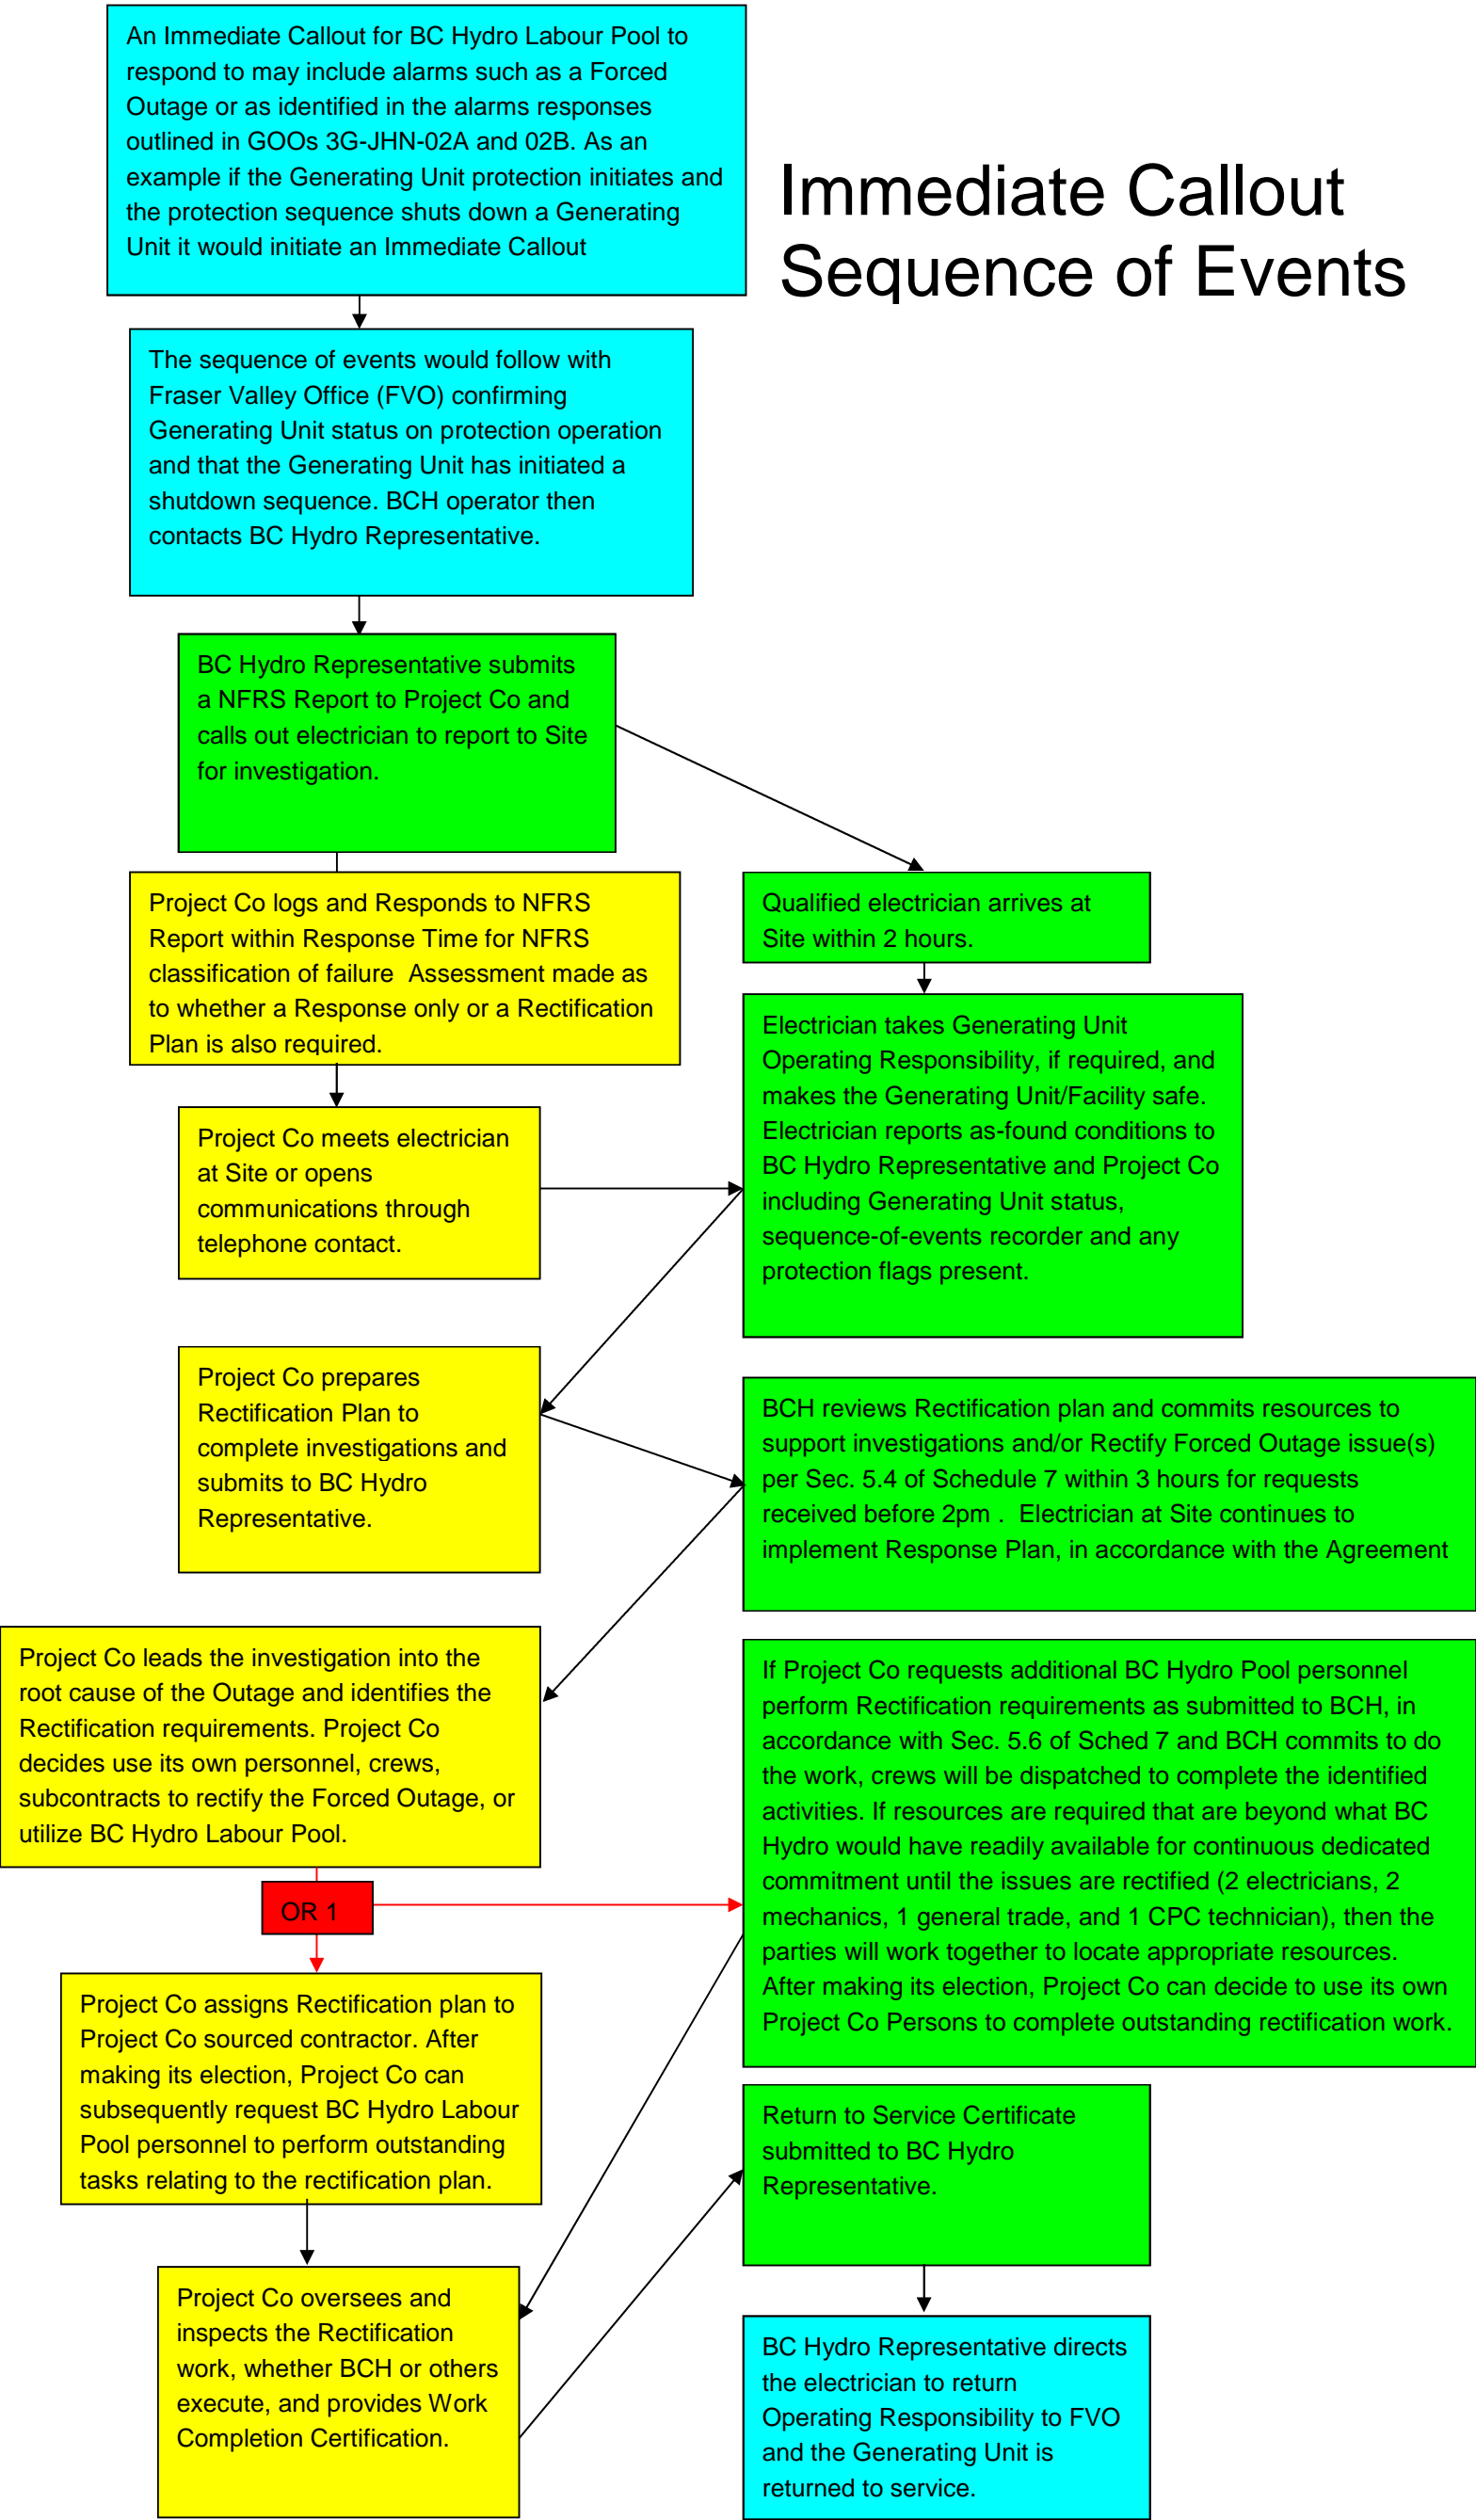 An Immediate Callout for BC Hydro Labour Pool to
respond to may include alarms such as a Forced
Outage or as identified in the alarms responses
outlined in GOOs 3G-JHN-02A and 02B. As an
example if the Generating Unit protection initiates and
the protection sequence shuts down a Generating
Unit it would initiate an Immediate Callout
Immediate Callout
Sequence of Events
The sequence of events would follow with
Fraser Valley Office (FVO) confirming
Generating Unit status on protection operation
and that the Generating Unit has initiated a
shutdown sequence. BCH operator then
contacts BC Hydro Representative.
BC Hydro Representative submits
a NFRS Report to Project Co and
calls out electrician to report to Site
for investigation.
Project Co logs and Responds to NFRS
Report within Response Time for NFRS
classification of failure  Assessment made as
to whether a Response only or a Rectification
Plan is also required.
Qualified electrician arrives at
Site within 2 hours.
Project Co meets electrician
at Site or opens
communications through
telephone contact.
Electrician takes Generating Unit
Operating Responsibility, if required, and
makes the Generating Unit/Facility safe.
Electrician reports as-found conditions to
BC Hydro Representative and Project Co
including Generating Unit status,
sequence-of-events recorder and any
protection flags present.
Project Co prepares
Rectification Plan to
complete investigations and
submits to BC Hydro
Representative.
BCH reviews Rectification plan and commits resources to
support investigations and/or Rectify Forced Outage issue(s)
per Sec. 5.4 of Schedule 7 within 3 hours for requests
received before 2pm .  Electrician at Site continues to
implement Response Plan, in accordance with the Agreement
Project Co leads the investigation into the
root cause of the Outage and identifies the
Rectification requirements. Project Co
decides use its own personnel, crews,
subcontracts to rectify the Forced Outage, or
utilize BC Hydro Labour Pool.
OR 1
If Project Co requests additional BC Hydro Pool personnel
perform Rectification requirements as submitted to BCH, in
accordance with Sec. 5.6 of Sched 7 and BCH commits to do
the work, crews will be dispatched to complete the identified
activities. If resources are required that are beyond what BC
Hydro would have readily available for continuous dedicated
commitment until the issues are rectified (2 electricians, 2
mechanics, 1 general trade, and 1 CPC technician), then the
parties will work together to locate appropriate resources.
After making its election, Project Co can decide to use its own
Project Co Persons to complete outstanding rectification work.
Project Co assigns Rectification plan to
Project Co sourced contractor. After
making its election, Project Co can
subsequently request BC Hydro Labour
Pool personnel to perform outstanding
tasks relating to the rectification plan.
Return to Service Certificate
submitted to BC Hydro
Representative.
Project Co oversees and
inspects the Rectification
work, whether BCH or others
execute, and provides Work
Completion Certification.
BC Hydro Representative directs
the electrician to return
Operating Responsibility to FVO
and the Generating Unit is
returned to service.